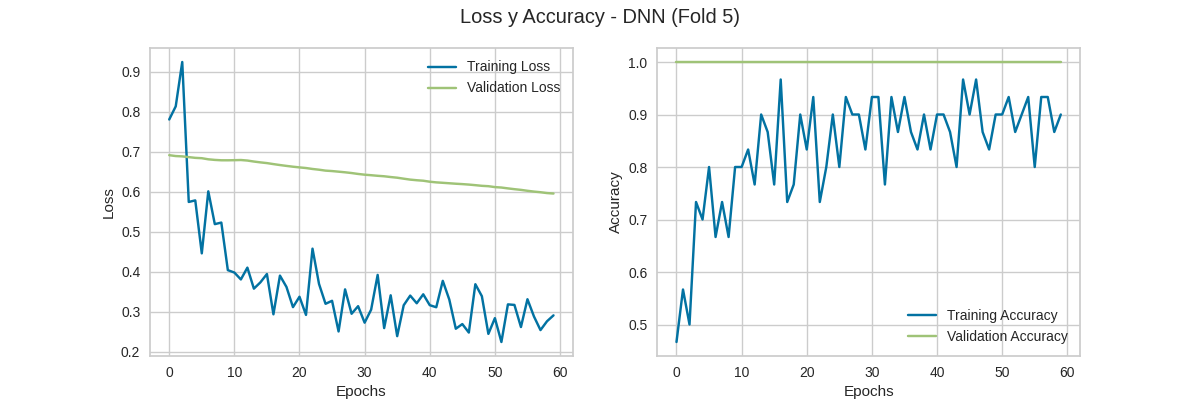 Loss y Accuracy - DNN (Fold 5)
Loss
0.9
0.8
0.7
0.6
0.5
0.4
0.3
0.2
0 10 20 30 40 50 60
Epochs
Training Loss
Validation Loss
Accuracy
1.0
0.9
0.8
0.7
0.6
0.5
0 10 20 30 40 50 60
Epochs
Training Accuracy
Validation Accuracy